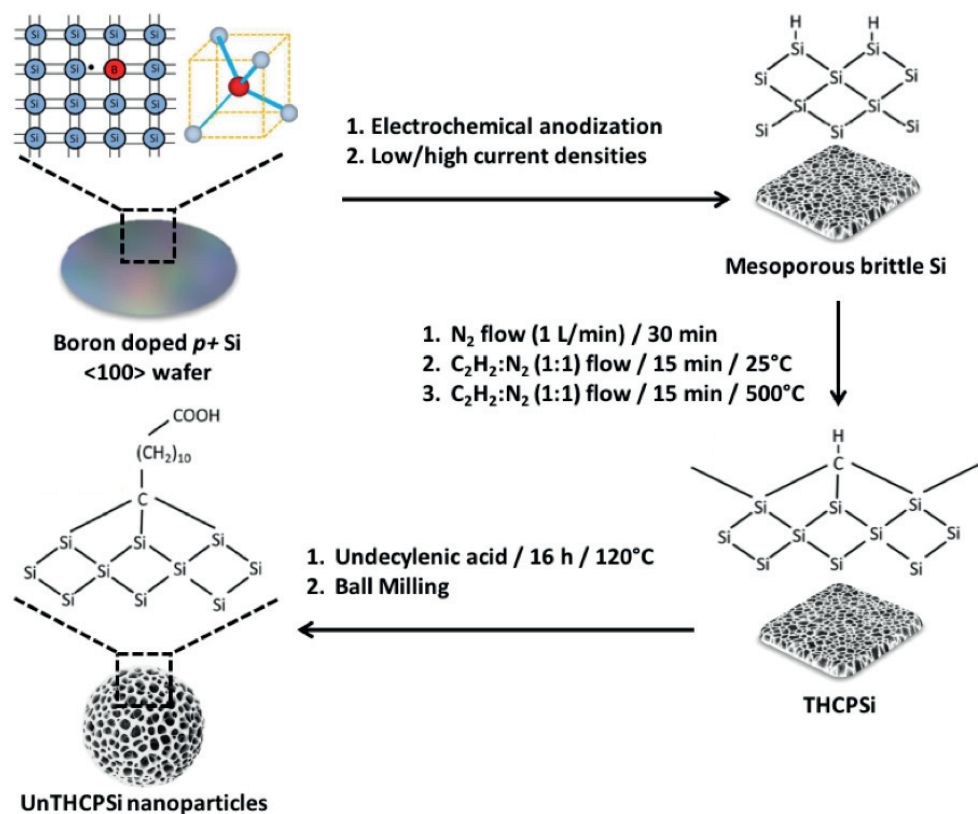 Si Si Si Si
Si Si B Si
Si Si Si Si
Si Si Si Si
1. Electrochemical anodization
2. Low/high current densities
H H
Si Si
Si Si Si
Si Si
Si Si Si
Mesoporous brittle Si
Boron doped p+ Si
<100> wafer
1. N₂ flow (1 L/min) / 30 min
2. C₂H₂:N₂ (1:1) flow / 15 min / 25°C
3. C₂H₂:N₂ (1:1) flow / 15 min / 500°C
COOH
(CH₂)₁₀
C
Si Si Si
Si Si Si Si
Si Si Si
1. Undecylenic acid / 16 h / 120°C
2. Ball Milling
H
C
Si Si Si
Si Si Si Si
Si Si Si
THCPSi
UnTHCPSi nanoparticles